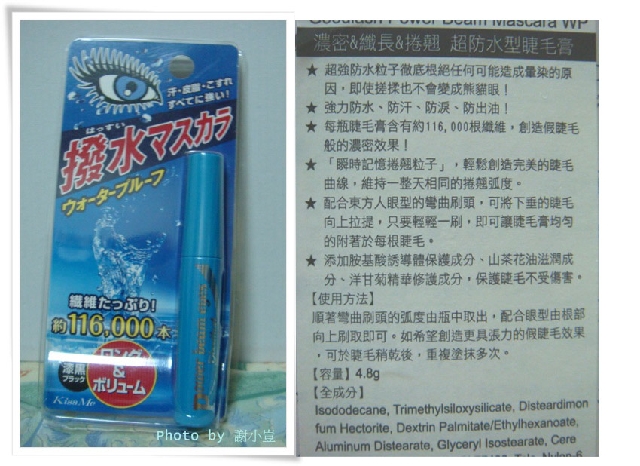 汗・皮脂・こすれ
すべてに強い!
はっすい
撥水マスカラ
ウォータープルーフ
繊維たっぷり!
約116,000本
漆黒
ブラック
ロング
&
ボリューム
KissMe
Photo by 謝小豈
Mascara WP
濃密&纖長&捲翹 超防水型睫毛膏
★ 超強防水粒子徹底根絕任何可能造成暈染的原
因，即使搓揉也不會變成熊貓眼！
★ 強力防水、防汗、防淚、防出油！
★ 每瓶睫毛膏含有約116,000根纖維，創造假睫毛
般的濃密效果！
★ 「瞬時記憶捲翹粒子」，輕鬆創造完美的睫毛
曲線，維持一整天相同的捲翹弧度。
★ 配合東方人眼型的彎曲刷頭，可將下垂的睫毛
向上拉提，只要輕輕一刷，即可讓睫毛膏均勻
的附著於每根睫毛。
★ 添加胺基酸誘導體保護成分、山茶花油滋潤成
分、洋甘菊精華修護成分，保護睫毛不受傷害。
【使用方法】
順著彎曲刷頭的弧度由瓶中取出，配合眼型由根部
向上刷取即可。如希望創造更具張力的假睫毛效果
，可於睫毛稍乾後，重複塗抹多次。
【容量】4.8g
【全成分】
Isododecane, Trimethylsiloxysilicate, Disteardimon
fum Hectorite, Dextrin Palmitate/Ethylhexanoate,
Aluminum Distearate, Glyceryl Isostearate, Cere